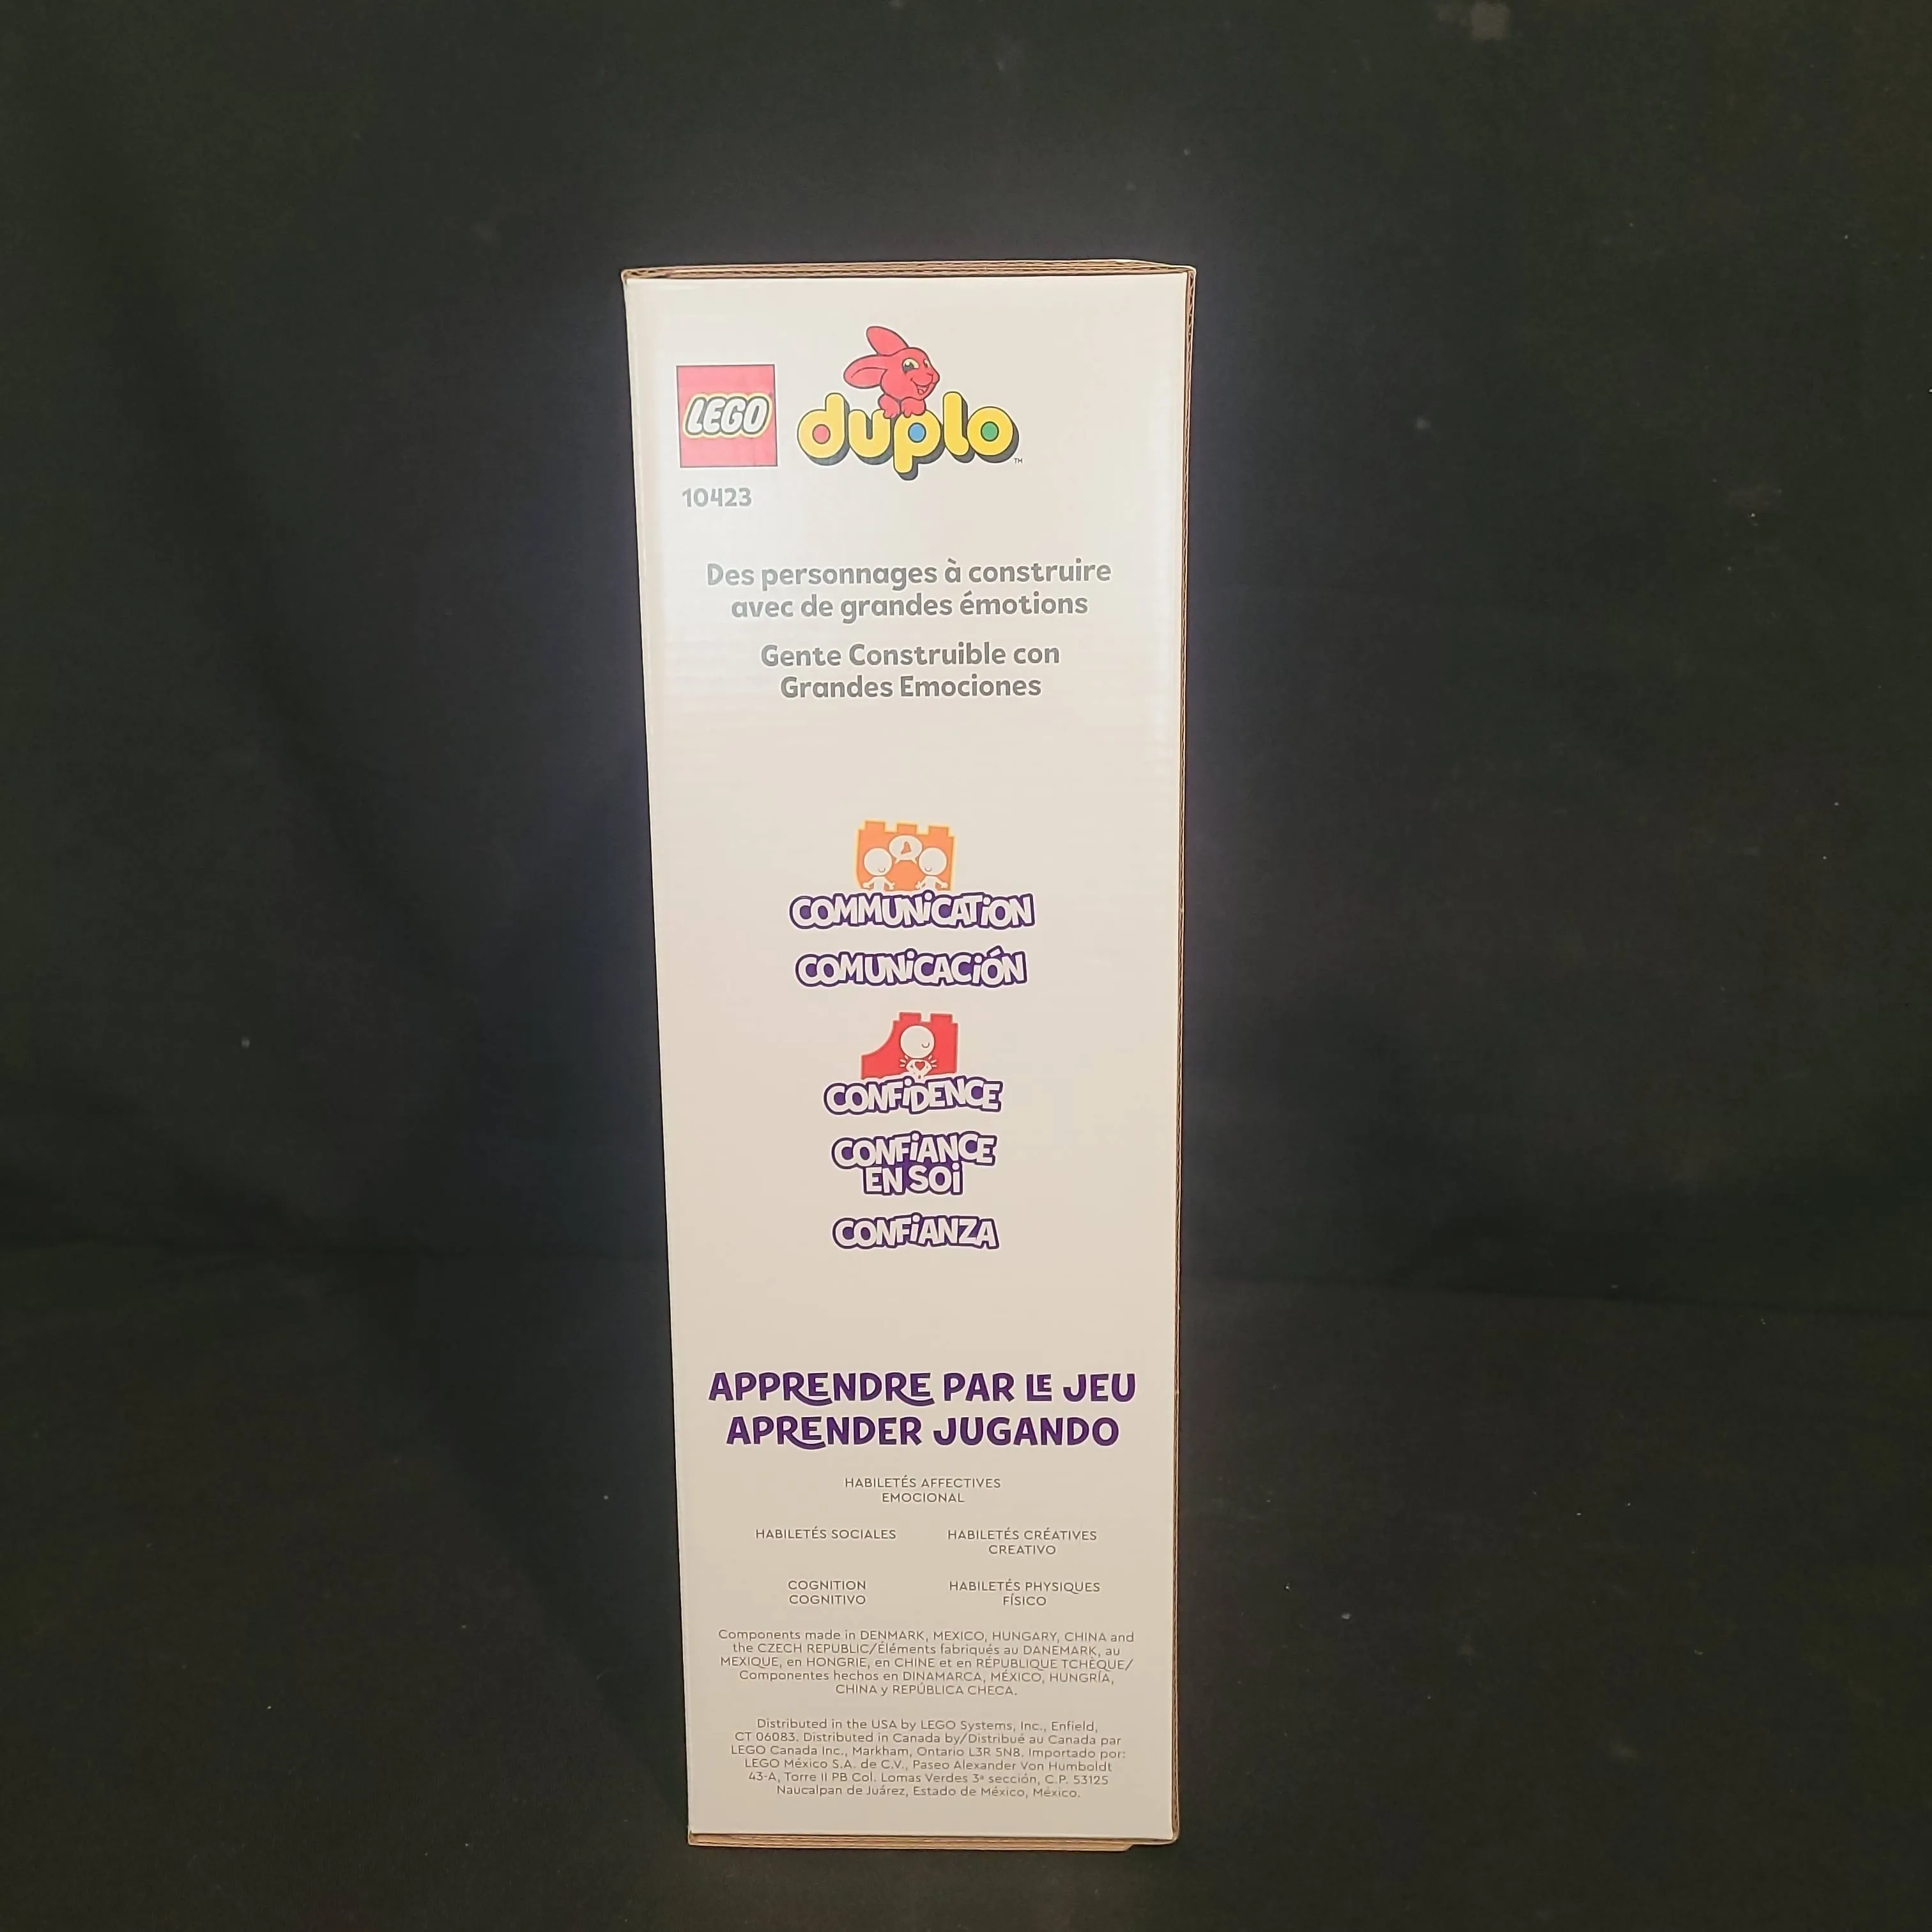 LEGO
duplo™
10423
Des personnages à construire
avec de grandes émotions
Gente Construible con
Grandes Emociones
COMMUNiCATiON
COMUNiCACiÓN
CONFiDENCE
CONFiANCE
EN SOi
CONFiANZA
APPRENDRE PAR LE JEU
APRENDER JUGANDO
HABILETÉS AFFECTIVES
EMOCIONAL
HABILETÉS SOCIALES
HABILETÉS CRÉATIVES
CREATIVO
COGNITION
COGNITIVO
HABILETÉS PHYSIQUES
FÍSICO
Components made in DENMARK, MEXICO, HUNGARY, CHINA and
the CZECH REPUBLIC/Éléments fabriqués au DANEMARK, au
MEXIQUE, en HONGRIE, en CHINE et en RÉPUBLIQUE TCHÈQUE/
Componentes hechos en DINAMARCA, MÉXICO, HUNGRÍA,
CHINA y REPÚBLICA CHECA.
Distributed in the USA by LEGO Systems, Inc., Enfield,
CT 06083. Distributed in Canada by/Distribué au Canada par
LEGO Canada Inc., Markham, Ontario L3R 5N8. Importado por:
LEGO México S.A. de C.V., Paseo Alexander Von Humboldt
43-A, Torre II PB Col. Lomas Verdes 3ª sección, C.P. 53125
Naucalpan de Juárez, Estado de México, México.